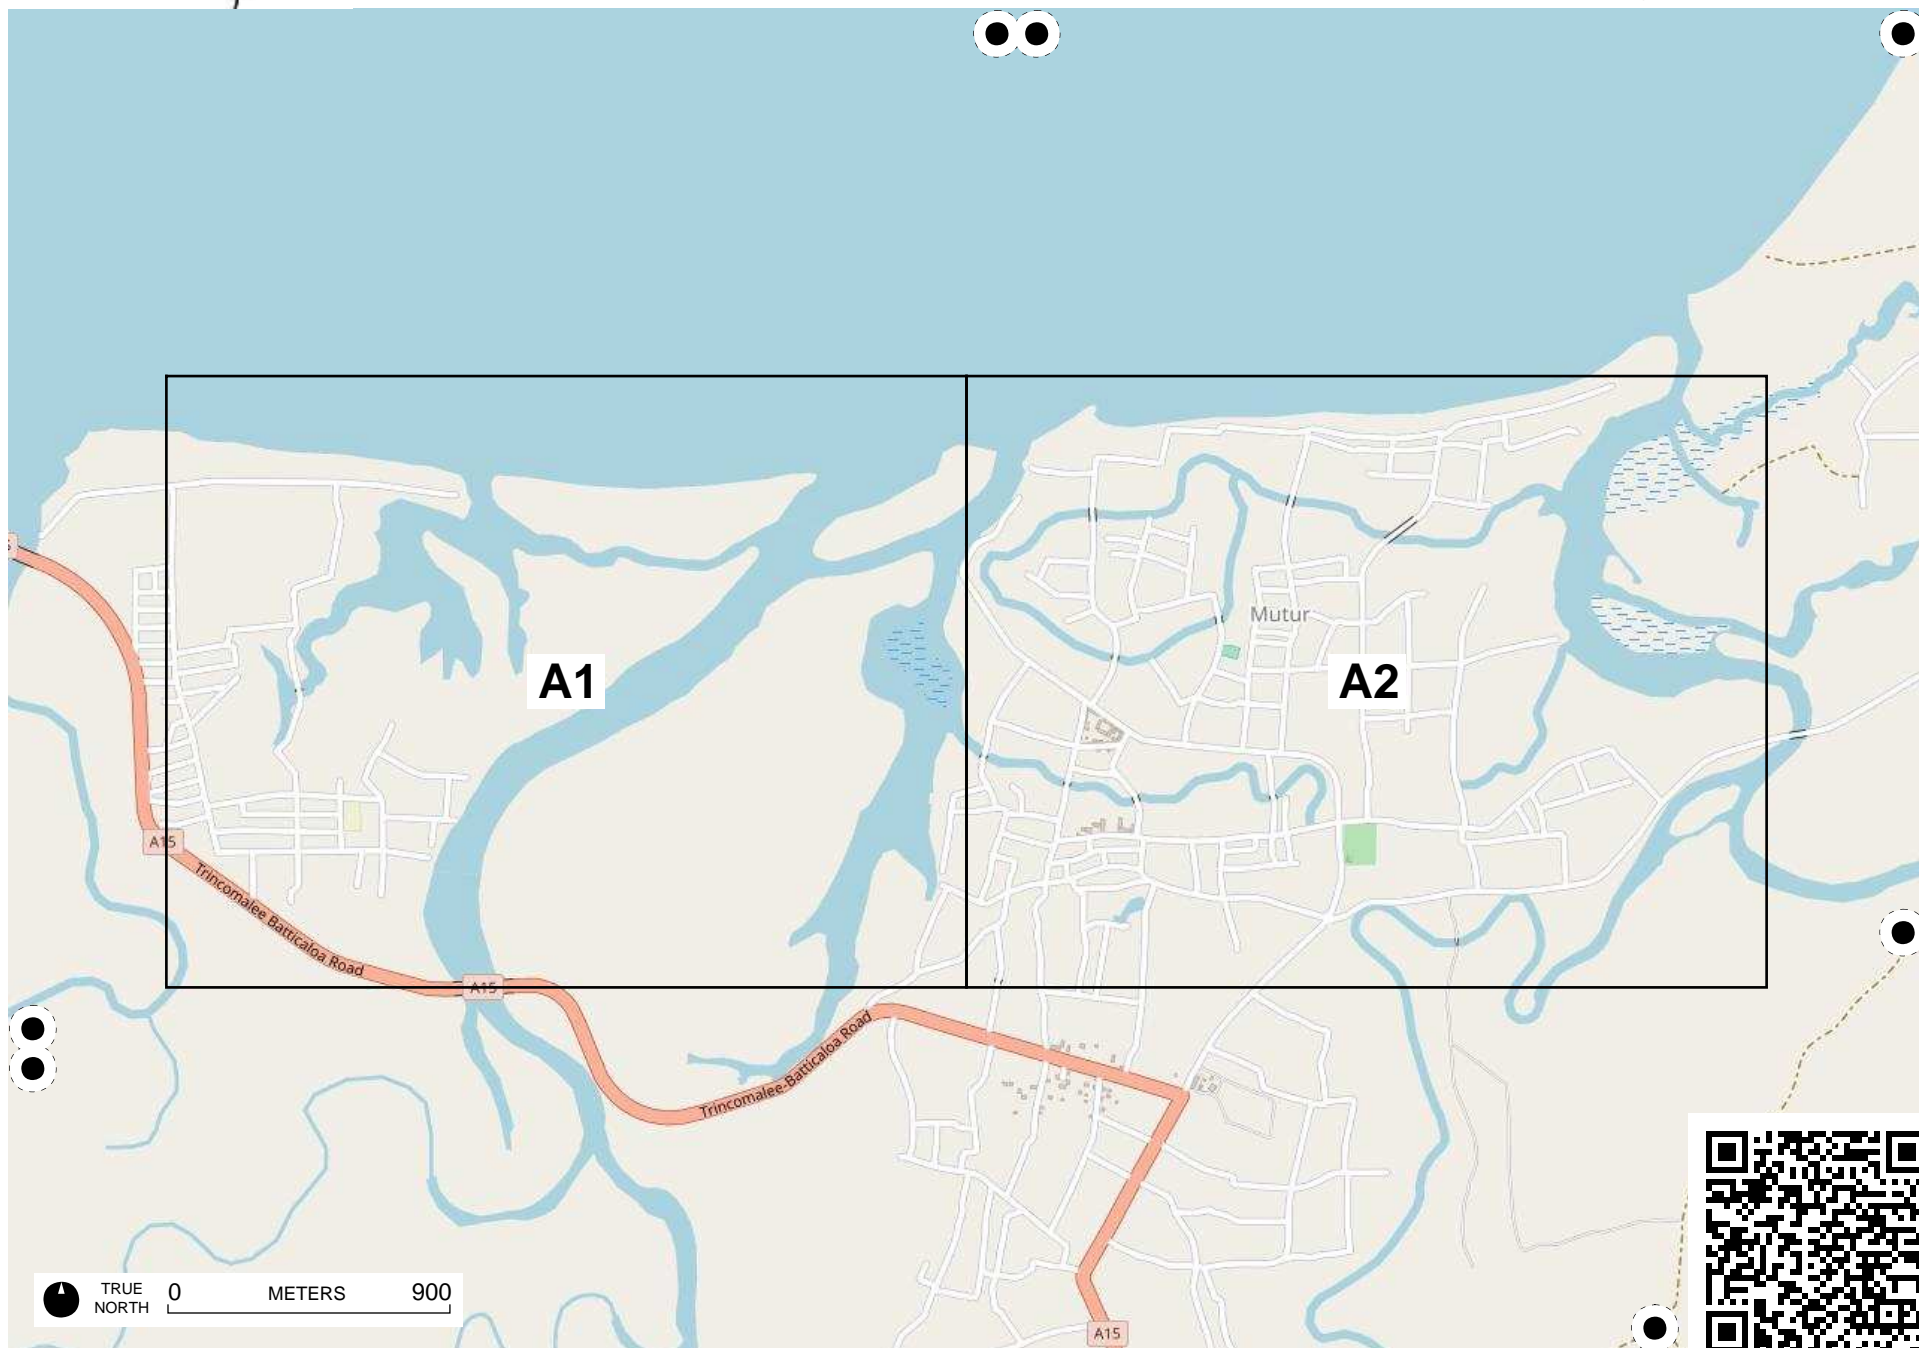 Mutur
A1
A2
A15
Trincomalee Batticaloa Road
A15
Trincomalee-Batticaloa Road
TRUE NORTH
0 METERS 900
A15